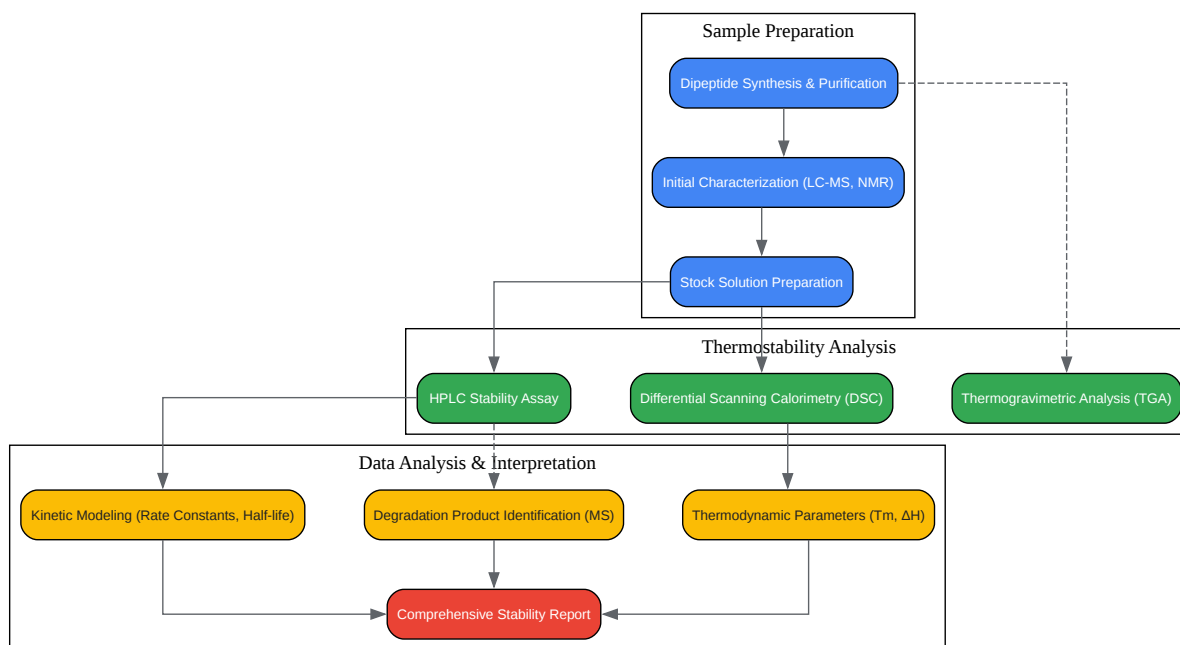 Sample Preparation
Dipeptide Synthesis & Purification
Initial Characterization (LC-MS, NMR)
Stock Solution Preparation
Thermostability Analysis
HPLC Stability Assay
Differential Scanning Calorimetry (DSC)
Thermogravimetric Analysis (TGA)
Data Analysis & Interpretation
Kinetic Modeling (Rate Constants, Half-life)
Degradation Product Identification (MS)
Thermodynamic Parameters (Tm, ΔH)
Comprehensive Stability Report